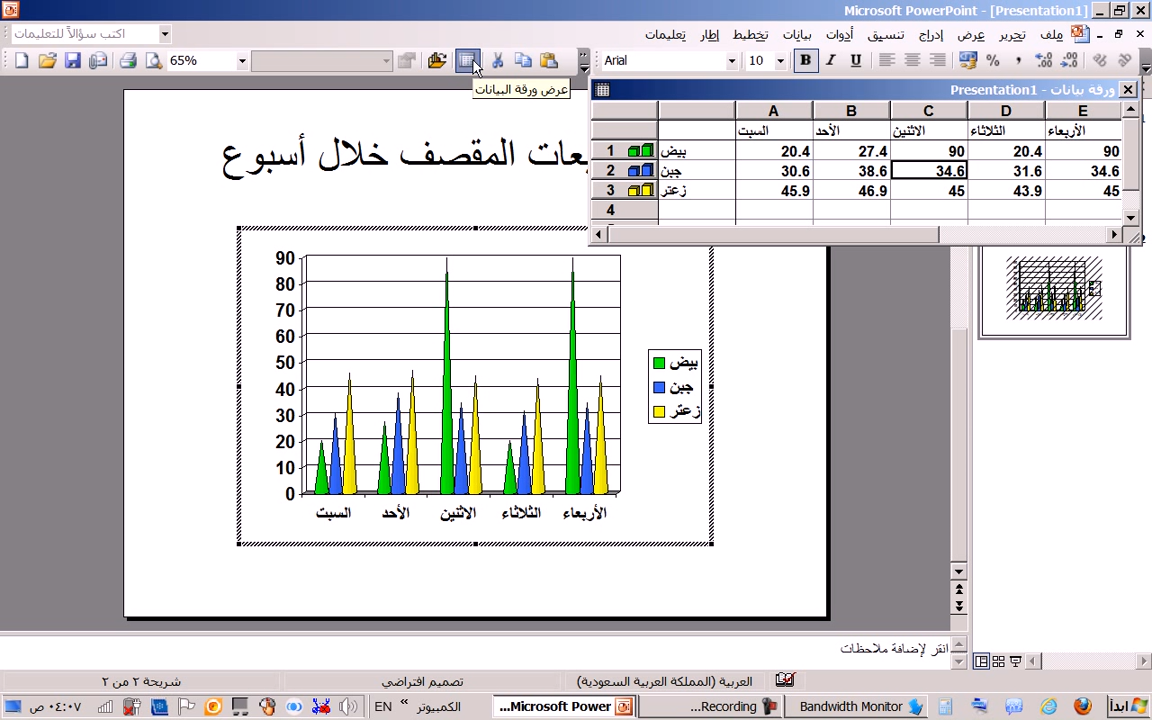 Microsoft PowerPoint - [Presentation1]
ملف تحرير عرض إدراج تنسيق أدوات بيانات تخطيط إطار تعليمات
اكتب سؤالاً للتعليمات
65%
Arial 10 B I U % ,
عرض ورقة البيانات
ورقة بيانات - Presentation1
A B C D E
السبت الأحد الاثنين الثلاثاء الأربعاء
1 بيض 20.4 27.4 90 20.4 90
2 جبن 30.6 38.6 34.6 31.6 34.6
3 زعتر 45.9 46.9 45 43.9 45
4
عات المقصف خلال أسبوع
90
80
70
60
50
40
30
20
10
0
السبت الأحد الاثنين الثلاثاء الأربعاء
بيض
جبن
زعتر
انقر لإضافة ملاحظات
شريحة ٢ من ٢
تصميم افتراضي
العربية (المملكة العربية السعودية)
ابدأ
Bandwidth Monitor
Recording...
Microsoft Power...
الكمبيوتر
EN
٠٤:٠٧ ص